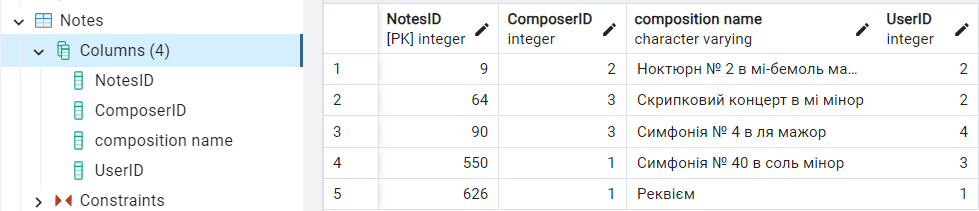 Notes
Columns (4)
NotesID
ComposerID
composition name
UserID
Constraints
NotesID
[PK] integer
ComposerID
integer
composition name
character varying
UserID
integer
1 9 2 Ноктюрн № 2 в мі-бемоль ма... 2
2 64 3 Скрипковий концерт в мі мінор 2
3 90 3 Симфонія № 4 в ля мажор 4
4 550 1 Симфонія № 40 в соль мінор 3
5 626 1 Реквієм 1